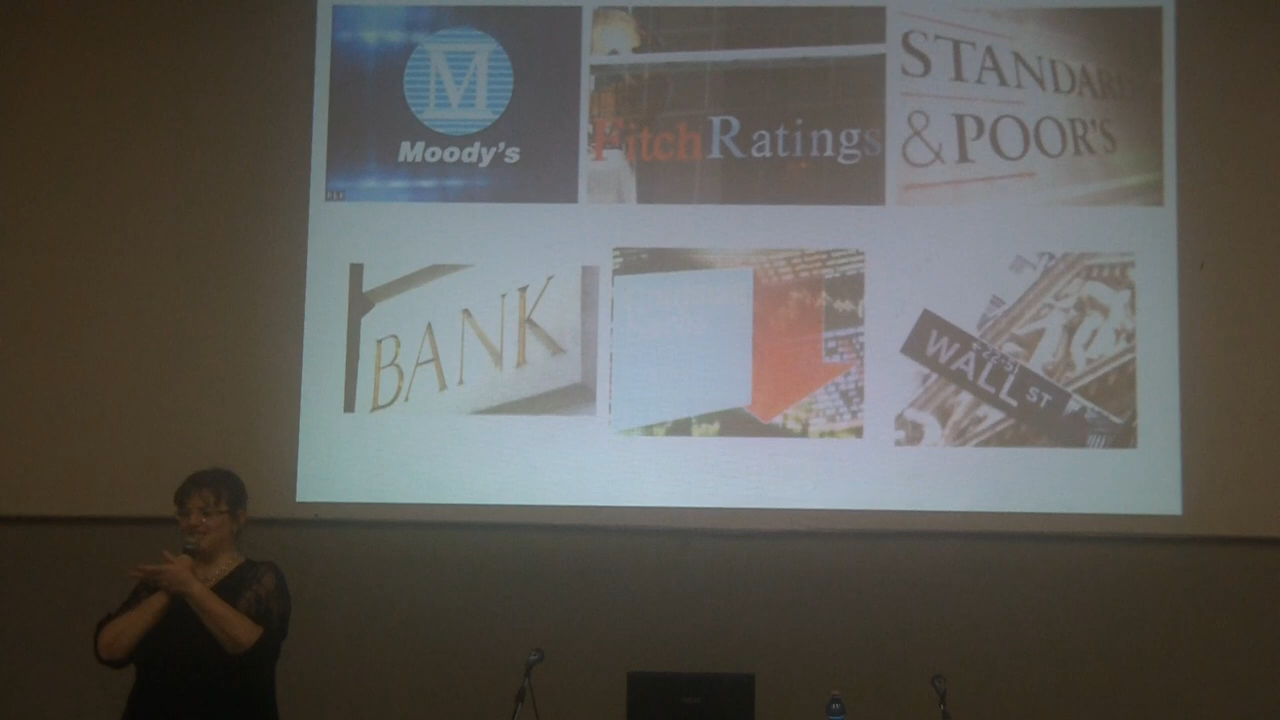 M
Moody's
FitchRatings
STANDARD
& POOR'S
BANK
WALL ST